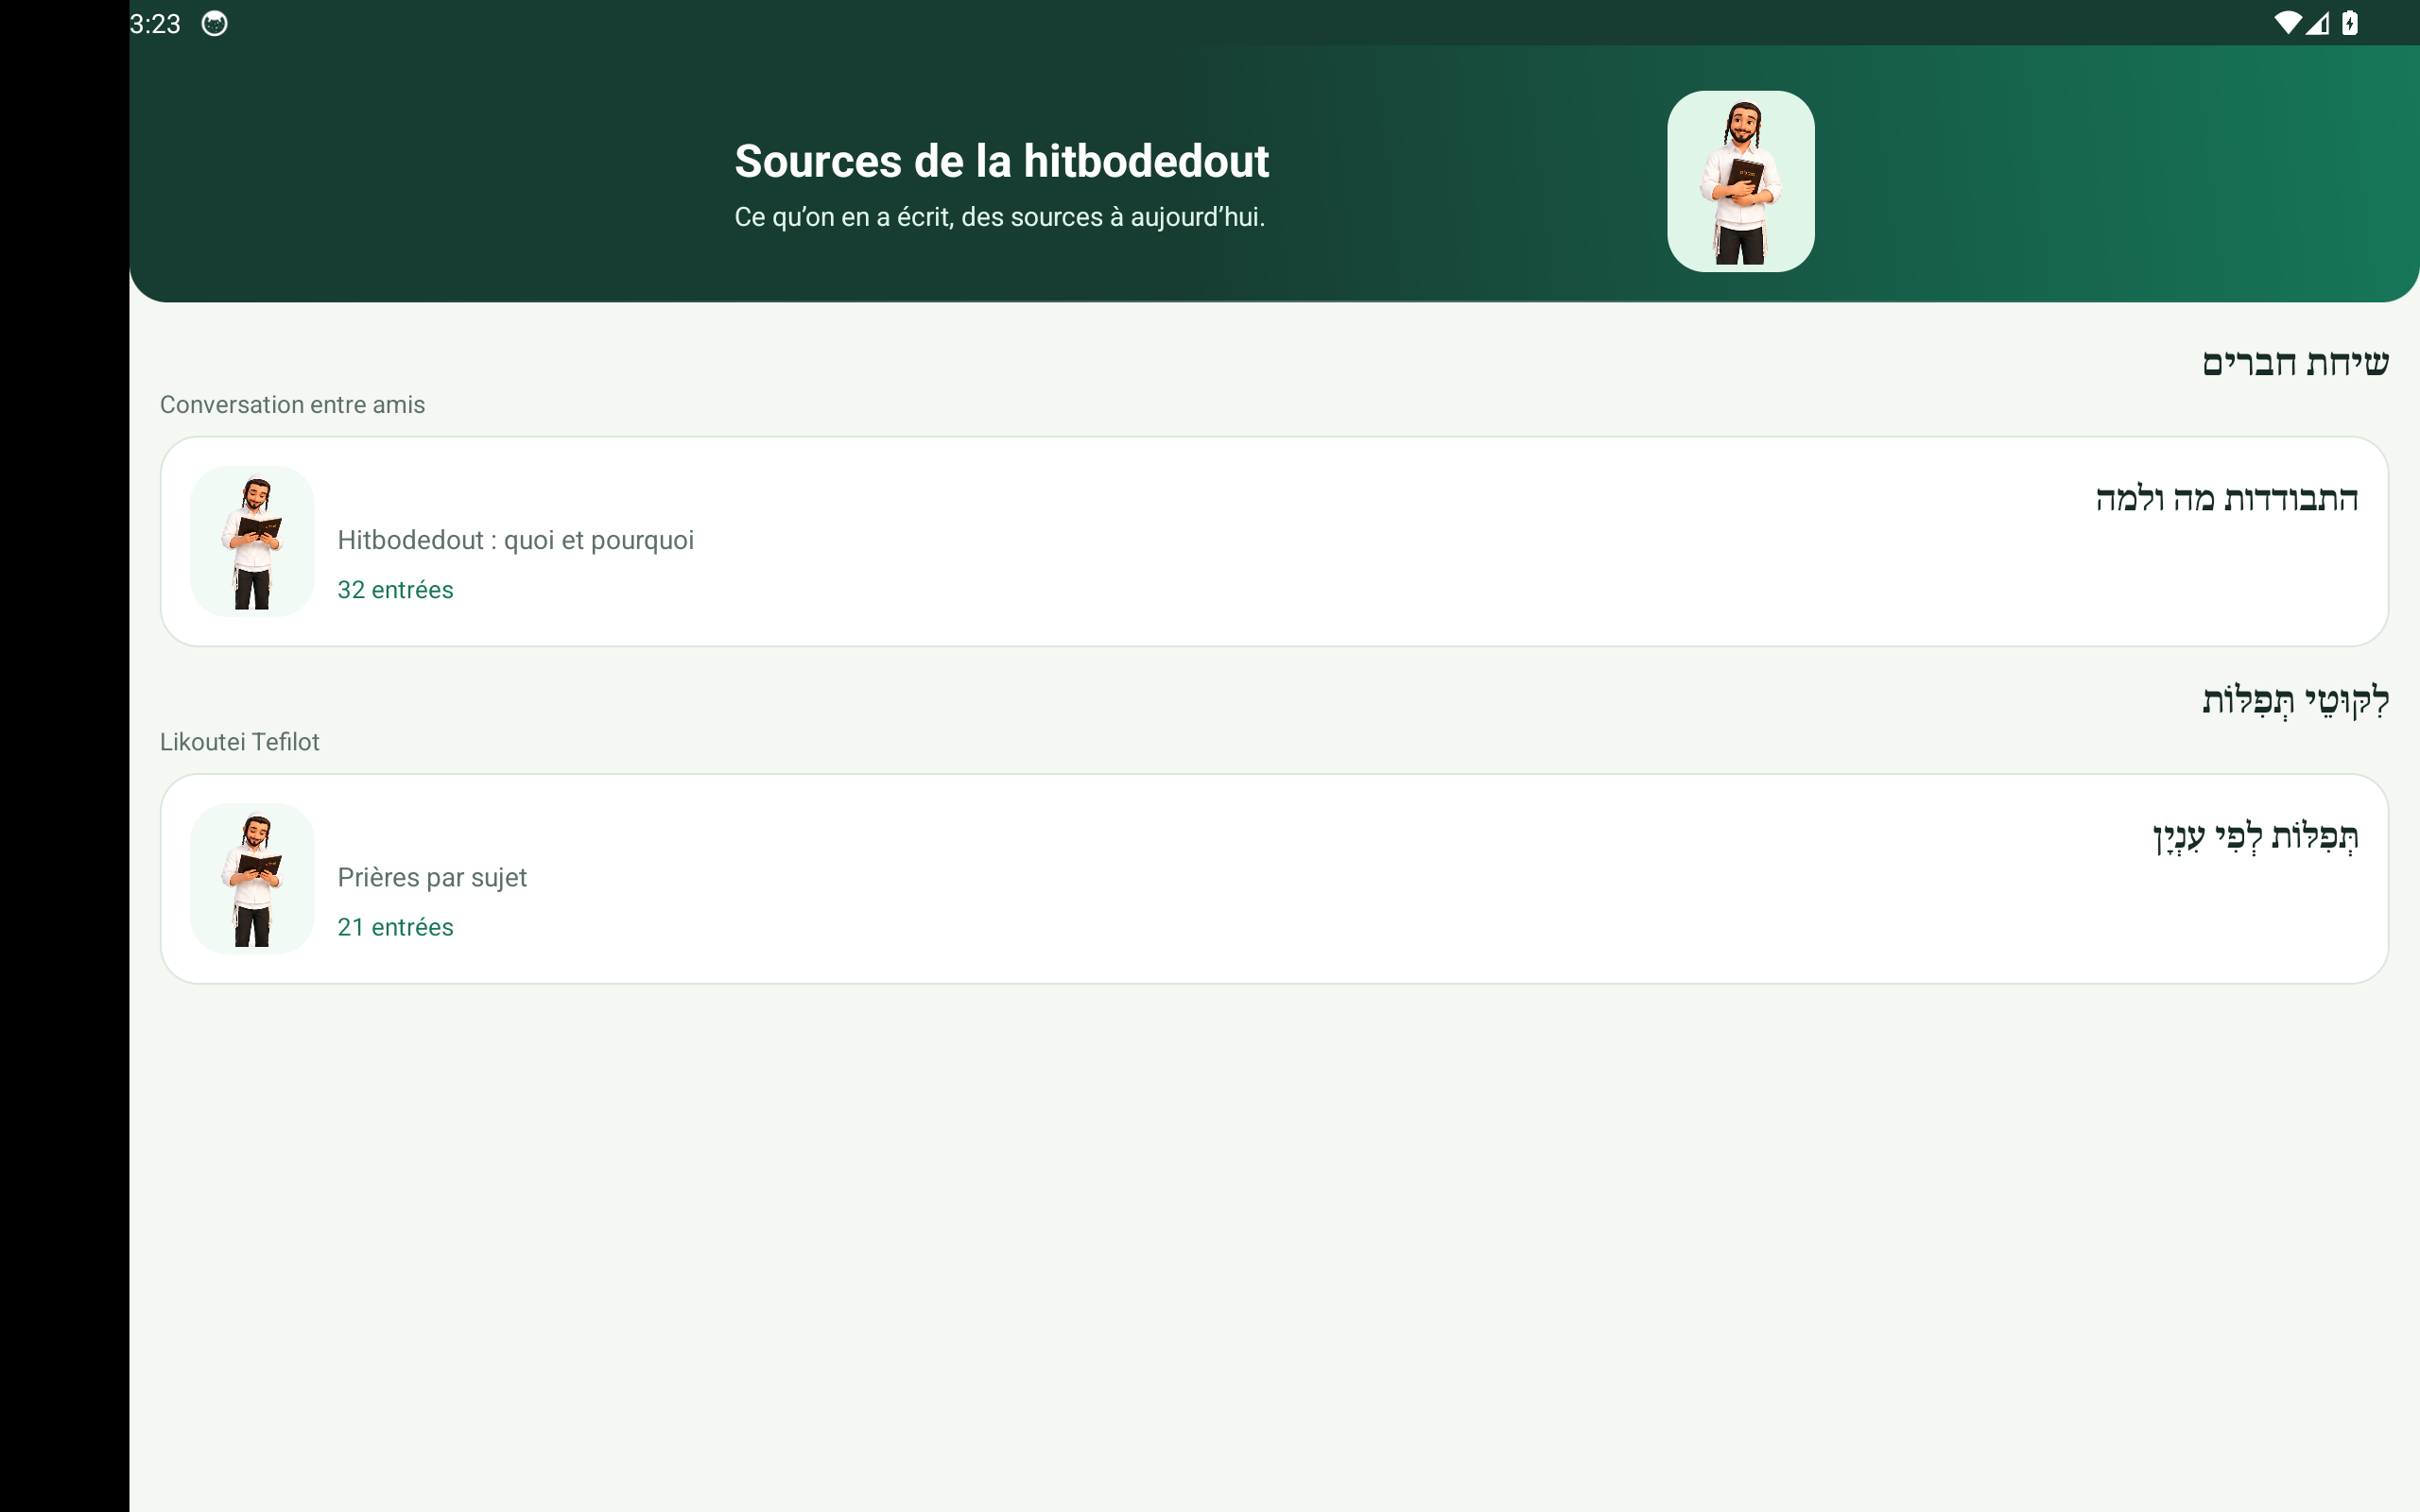 3:23
Sources de la hitbodedout
Ce qu’on en a écrit, des sources à aujourd’hui.
שיחת חברים
Conversation entre amis
התבודדות מה ולמה
Hitbodedout : quoi et pourquoi
32 entrées
לִקּוּטֵי תְּפִלּוֹת
Likoutei Tefilot
תְּפִלּוֹת לְפִי עִנְיָן
Prières par sujet
21 entrées